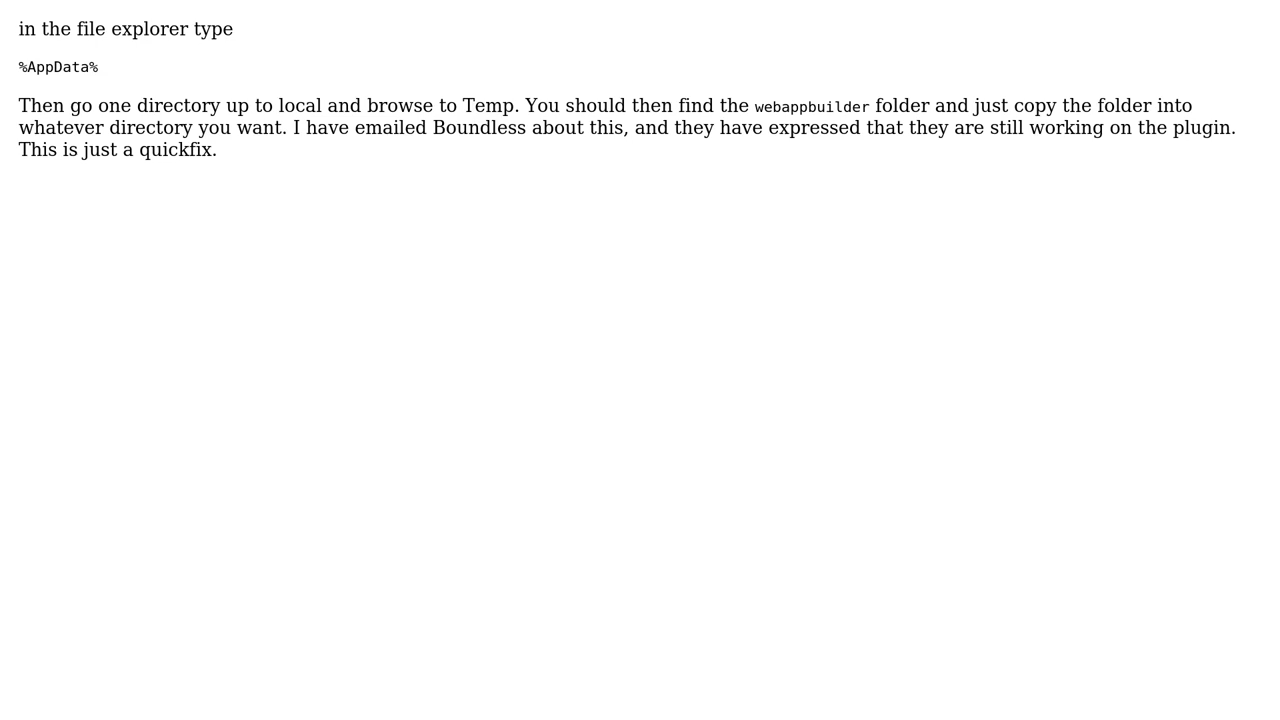 in the file explorer type
%AppData%
Then go one directory up to local and browse to Temp. You should then find the webappbuilder folder and just copy the folder into
whatever directory you want. I have emailed Boundless about this, and they have expressed that they are still working on the plugin.
This is just a quickfix.